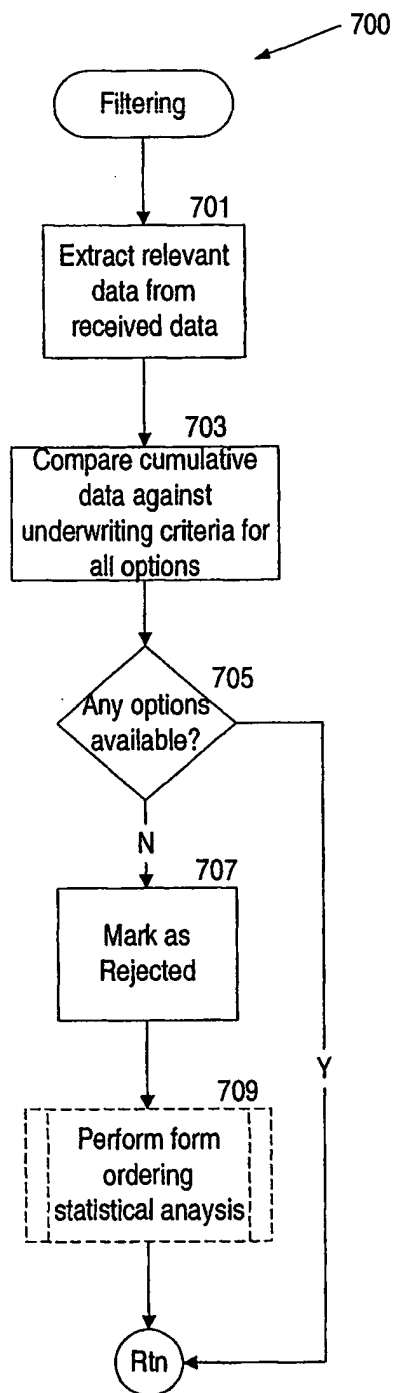 700
Filtering
701
Extract relevant
data from
received data
703
Compare cumulative
data against
underwriting criteria for
all options
705
Any options
available?
N
707
Mark as
Rejected
Y
709
Perform form
ordering
statistical anaysis
Rtn